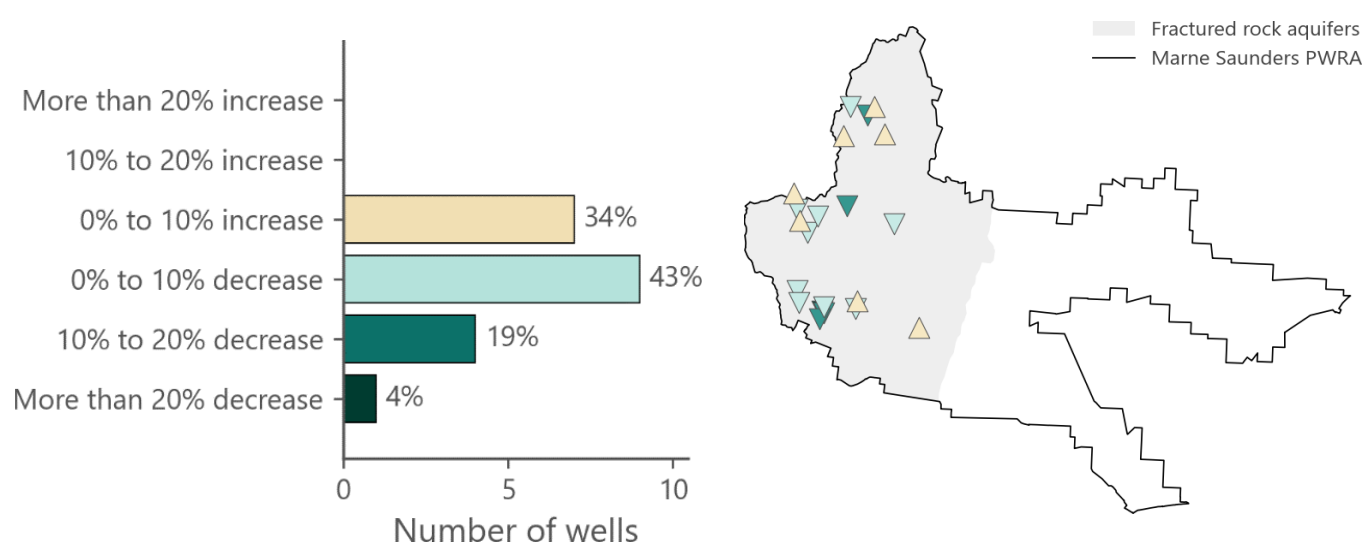 More than 20% increase
10% to 20% increase
0% to 10% increase
34%
0% to 10% decrease
43%
10% to 20% decrease
19%
More than 20% decrease
4%
0
5
10
Number of wells
Fractured rock aquifers
Marne Saunders PWRA